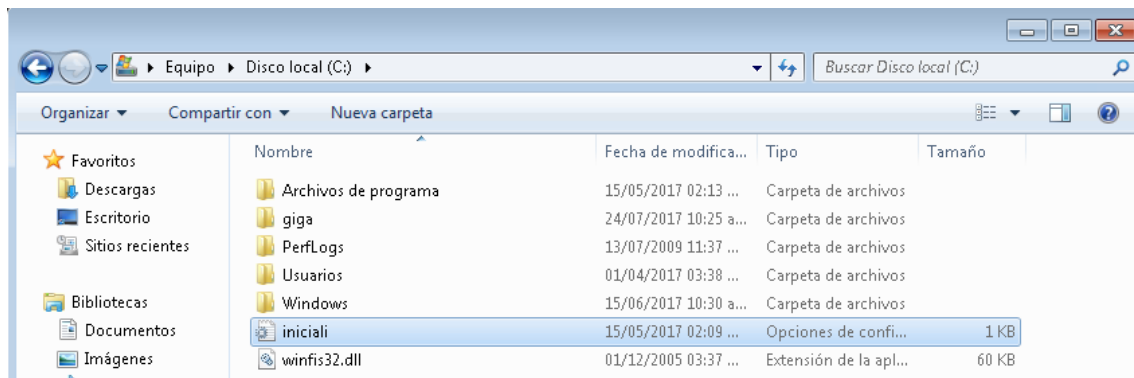 Equipo Disco local (C:)
Buscar Disco local (C:)
Organizar Compartir con Nueva carpeta
Nombre Fecha de modifica... Tipo Tamaño
Favoritos
Descargas
Escritorio
Sitios recientes
Bibliotecas
Documentos
Imágenes
Archivos de programa 15/05/2017 02:13 ... Carpeta de archivos
giga 24/07/2017 10:25 a... Carpeta de archivos
PerfLogs 13/07/2009 11:37 ... Carpeta de archivos
Usuarios 01/04/2017 03:38 ... Carpeta de archivos
Windows 15/06/2017 10:30 a... Carpeta de archivos
iniciali 15/05/2017 02:09 ... Opciones de confi... 1 KB
winfis32.dll 01/12/2005 03:37 ... Extensión de la apl... 60 KB